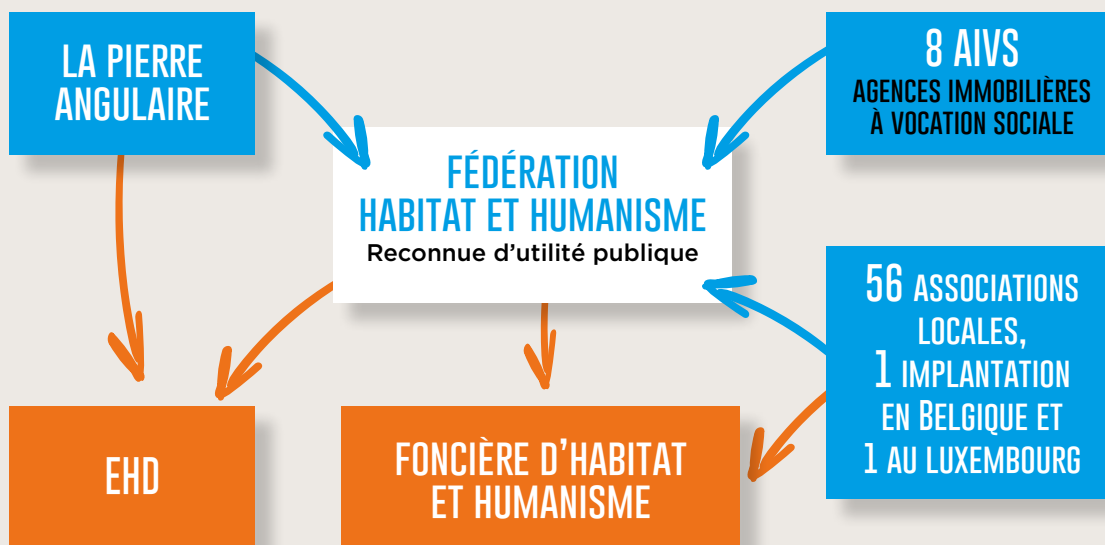 LA PIERRE
ANGULAIRE
8 AIVS
AGENCES IMMOBILIÈRES
À VOCATION SOCIALE
FÉDÉRATION
HABITAT ET HUMANISME
Reconnue d'utilité publique
56 ASSOCIATIONS
LOCALES,
1 IMPLANTATION
EN BELGIQUE ET
1 AU LUXEMBOURG
EHD
FONCIÈRE D'HABITAT
ET HUMANISME